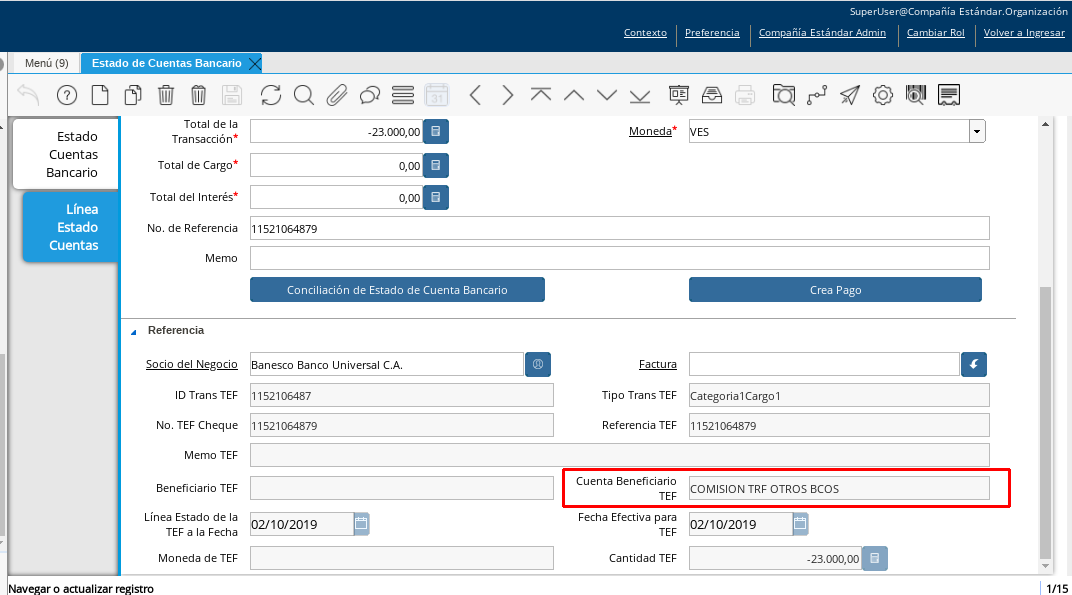 SuperUser@Compañía Estándar.Organización
Contexto Preferencia Compañía Estándar Admin Cambiar Rol Volver a Ingresar
Menú (9) Estado de Cuentas Bancario
31
Estado Cuentas Bancario
Línea Estado Cuentas
Total de la Transacción* -23.000,00 Moneda* VES
Total de Cargo* 0,00
Total del Interés* 0,00
No. de Referencia 11521064879
Memo
Conciliación de Estado de Cuenta Bancario Crea Pago
Referencia
Socio del Negocio Banesco Banco Universal C.A. Factura
ID Trans TEF 1152106487 Tipo Trans TEF Categoria1Cargo1
No. TEF Cheque 11521064879 Referencia TEF 11521064879
Memo TEF
Beneficiario TEF Cuenta Beneficiario TEF COMISION TRF OTROS BCOS
Línea Estado de la TEF a la Fecha 02/10/2019 Fecha Efectiva para TEF 02/10/2019
Moneda de TEF Cantidad TEF -23.000,00
Navegar o actualizar registro 1/15